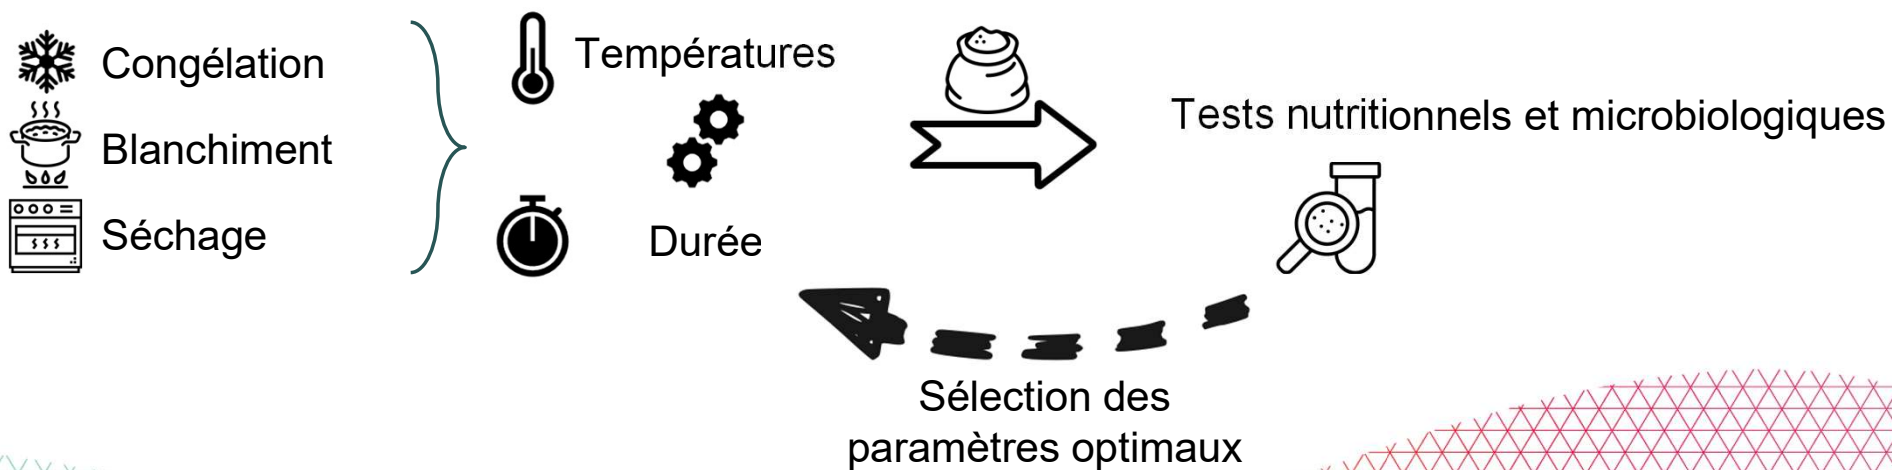 Congélation
Blanchiment
Séchage
Températures
Durée
Tests nutritionnels et microbiologiques
Sélection des
paramètres optimaux